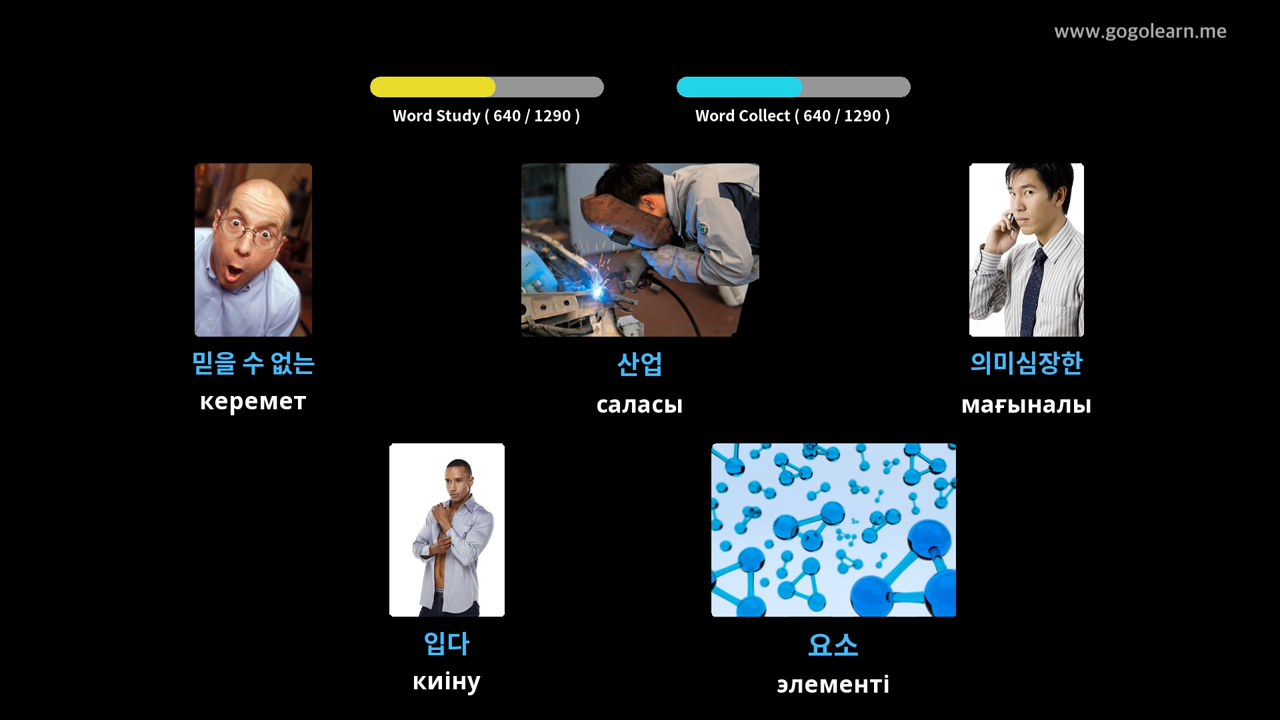 www.gogolearn.me
Word Study ( 640 / 1290 )
Word Collect ( 640 / 1290 )
믿을 수 없는
керемет
산업
саласы
의미심장한
мағыналы
입다
киіну
요소
элементі